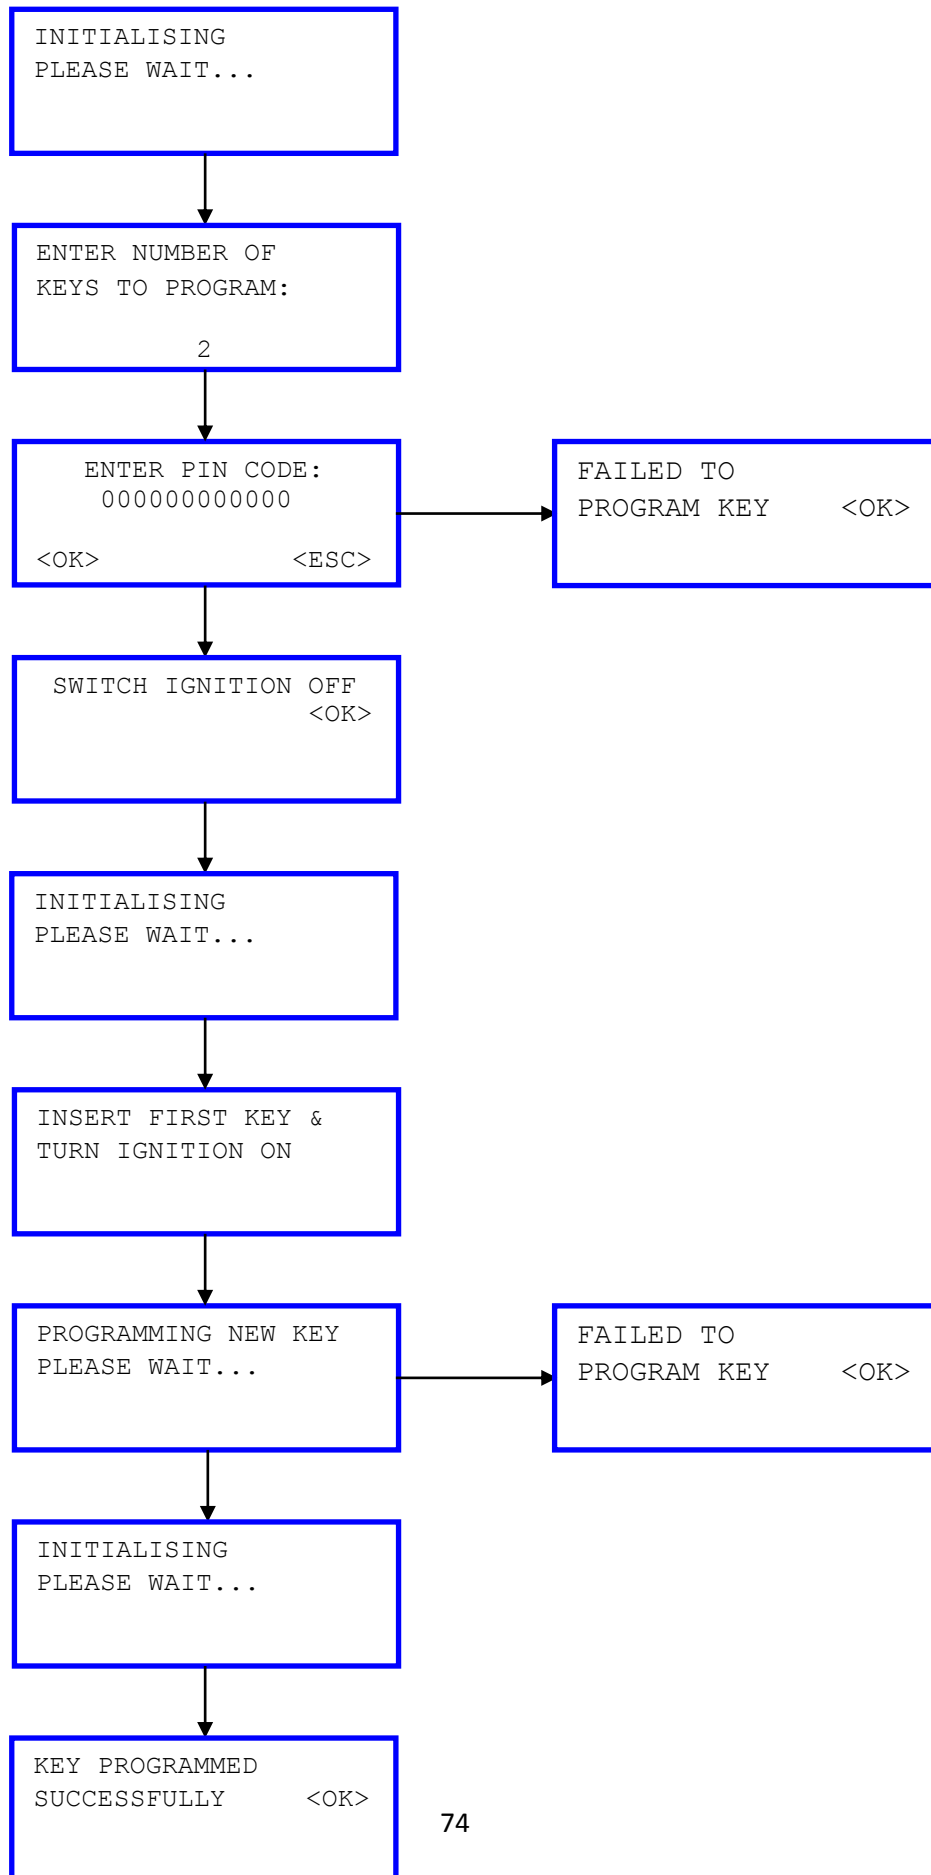 INITIALISING
PLEASE WAIT...
ENTER NUMBER OF
KEYS TO PROGRAM:
2
ENTER PIN CODE:
000000000000
<OK> <ESC>
FAILED TO
PROGRAM KEY <OK>
SWITCH IGNITION OFF
<OK>
INITIALISING
PLEASE WAIT...
INSERT FIRST KEY &
TURN IGNITION ON
PROGRAMMING NEW KEY
PLEASE WAIT...
FAILED TO
PROGRAM KEY <OK>
INITIALISING
PLEASE WAIT...
KEY PROGRAMMED
SUCCESSFULLY <OK>
74